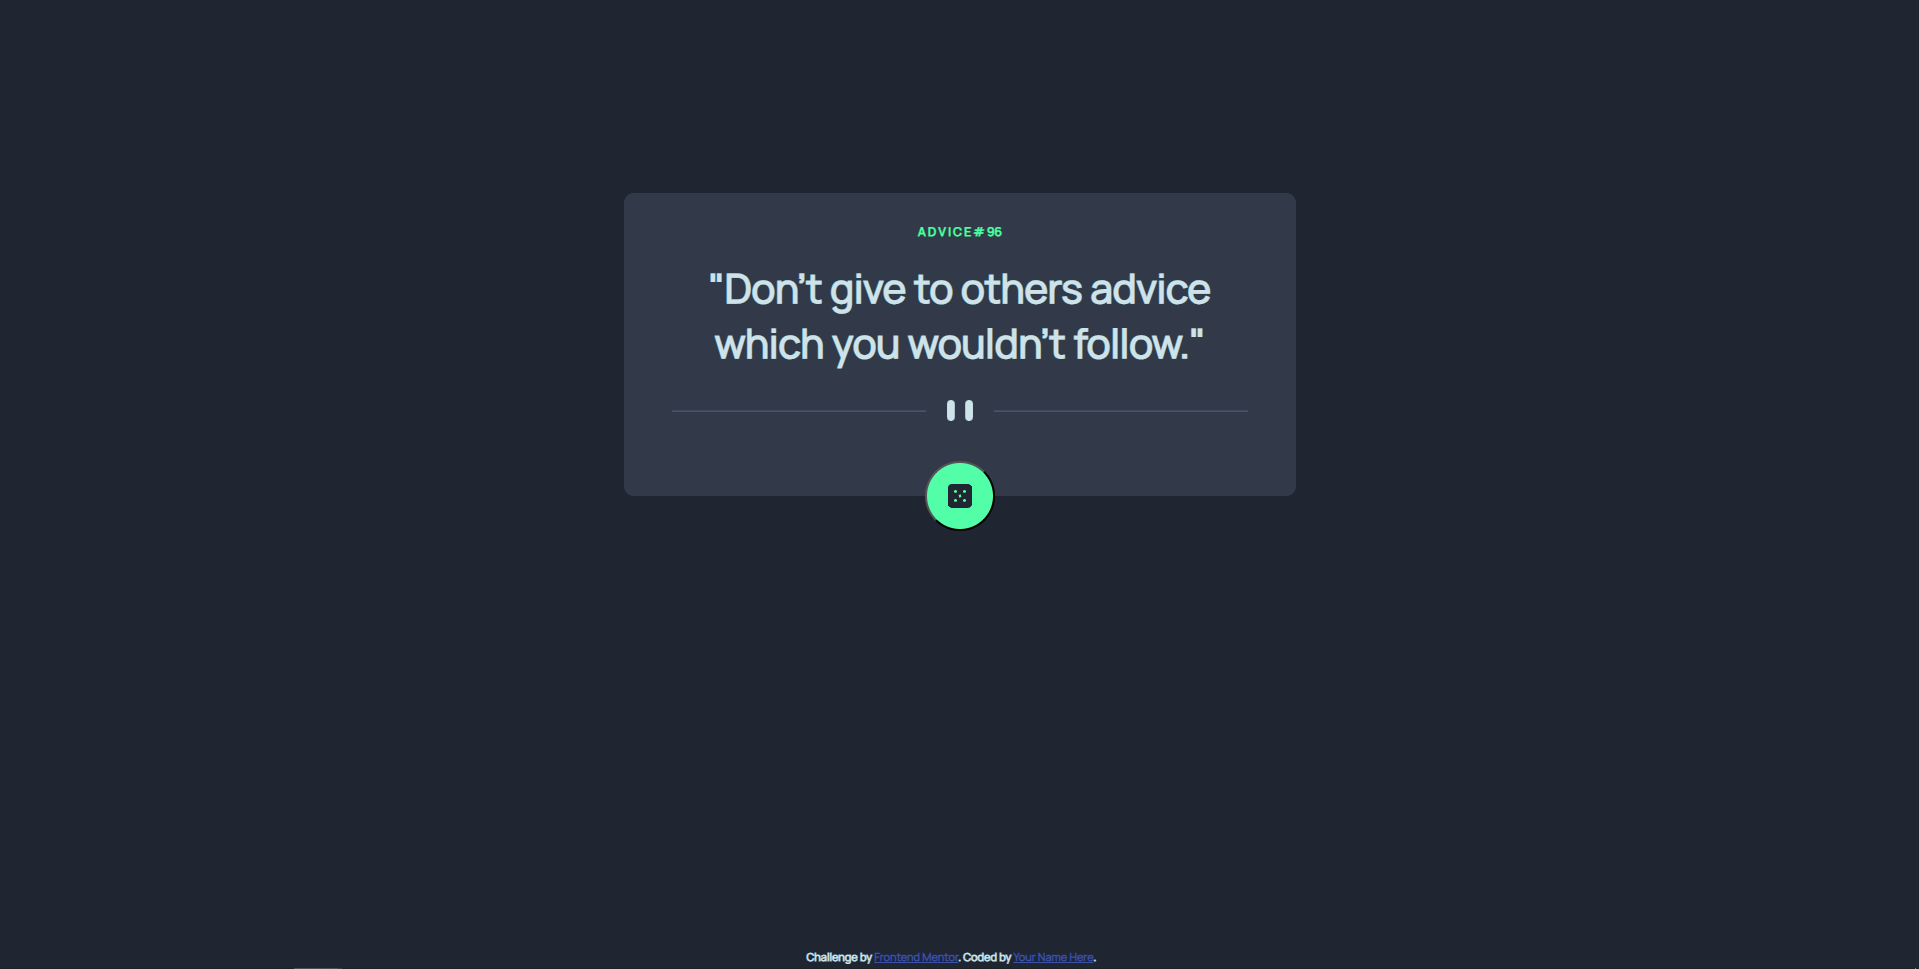 ADVICE#96
"Don’t give to others advice
which you wouldn’t follow."
Challenge by Frontend Mentor. Coded by Your Name Here.